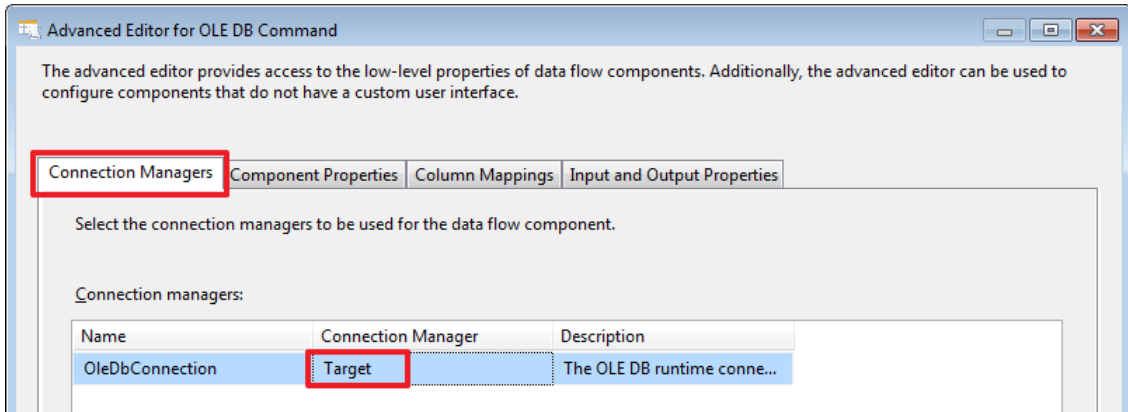 Advanced Editor for OLE DB Command
The advanced editor provides access to the low-level properties of data flow components. Additionally, the advanced editor can be used to
configure components that do not have a custom user interface.
Connection Managers Component Properties Column Mappings Input and Output Properties
Select the connection managers to be used for the data flow component.
Connection managers:
Name Connection Manager Description
OleDbConnection Target The OLE DB runtime conne...